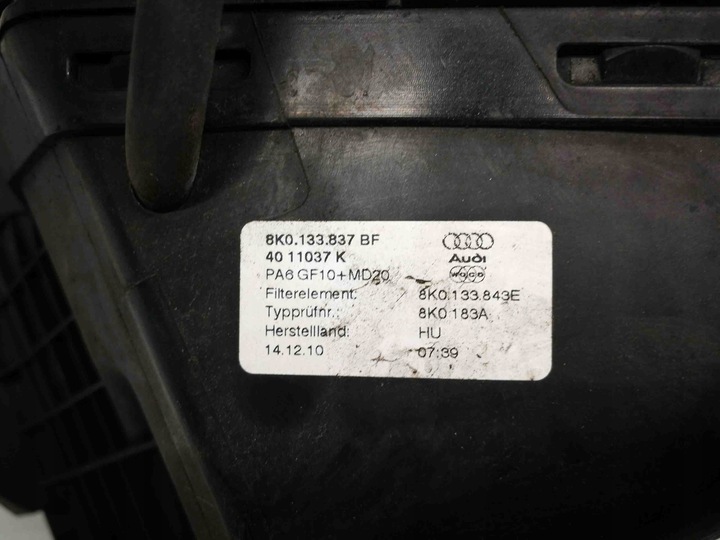 8K0.133.837 BF
40 11037 K
Audi
PA6 GF10+MD20
WOCO
Filterelement: 8K0.133.843E
Typprüfnr.: 8K0 183A
Herstellland: HU
14.12.10 07:39